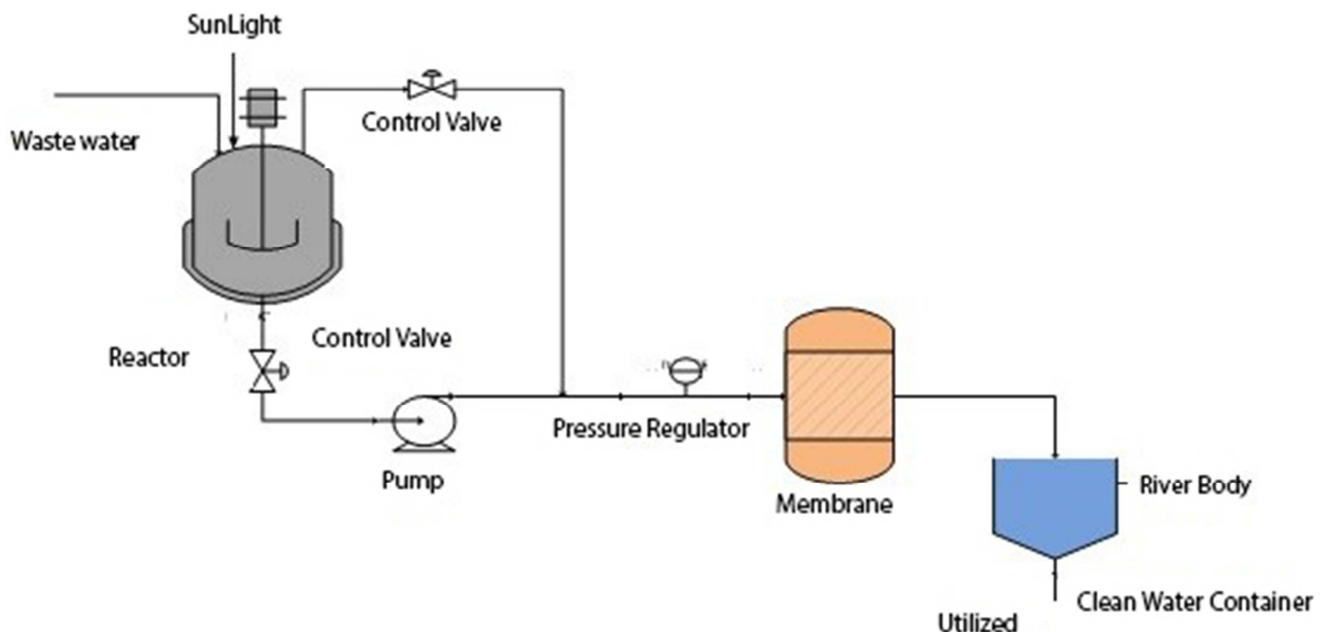 SunLight
Control Valve
Waste water
Control Valve
Reactor
Pressure Regulator
Pump
River Body
Membrane
Clean Water Container
Utilized